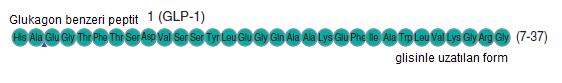 Glukagon benzeri peptit 1 (GLP-1)
His Ala Glu Gly Thr Phe Thr Ser Asp Val Ser Ser Tyr Leu Glu Gly Gln Ala Ala Lys Glu Phe Ile Ala Trp Leu Val Lys Gly Arg Gly (7-37)
glisinle uzatılan form